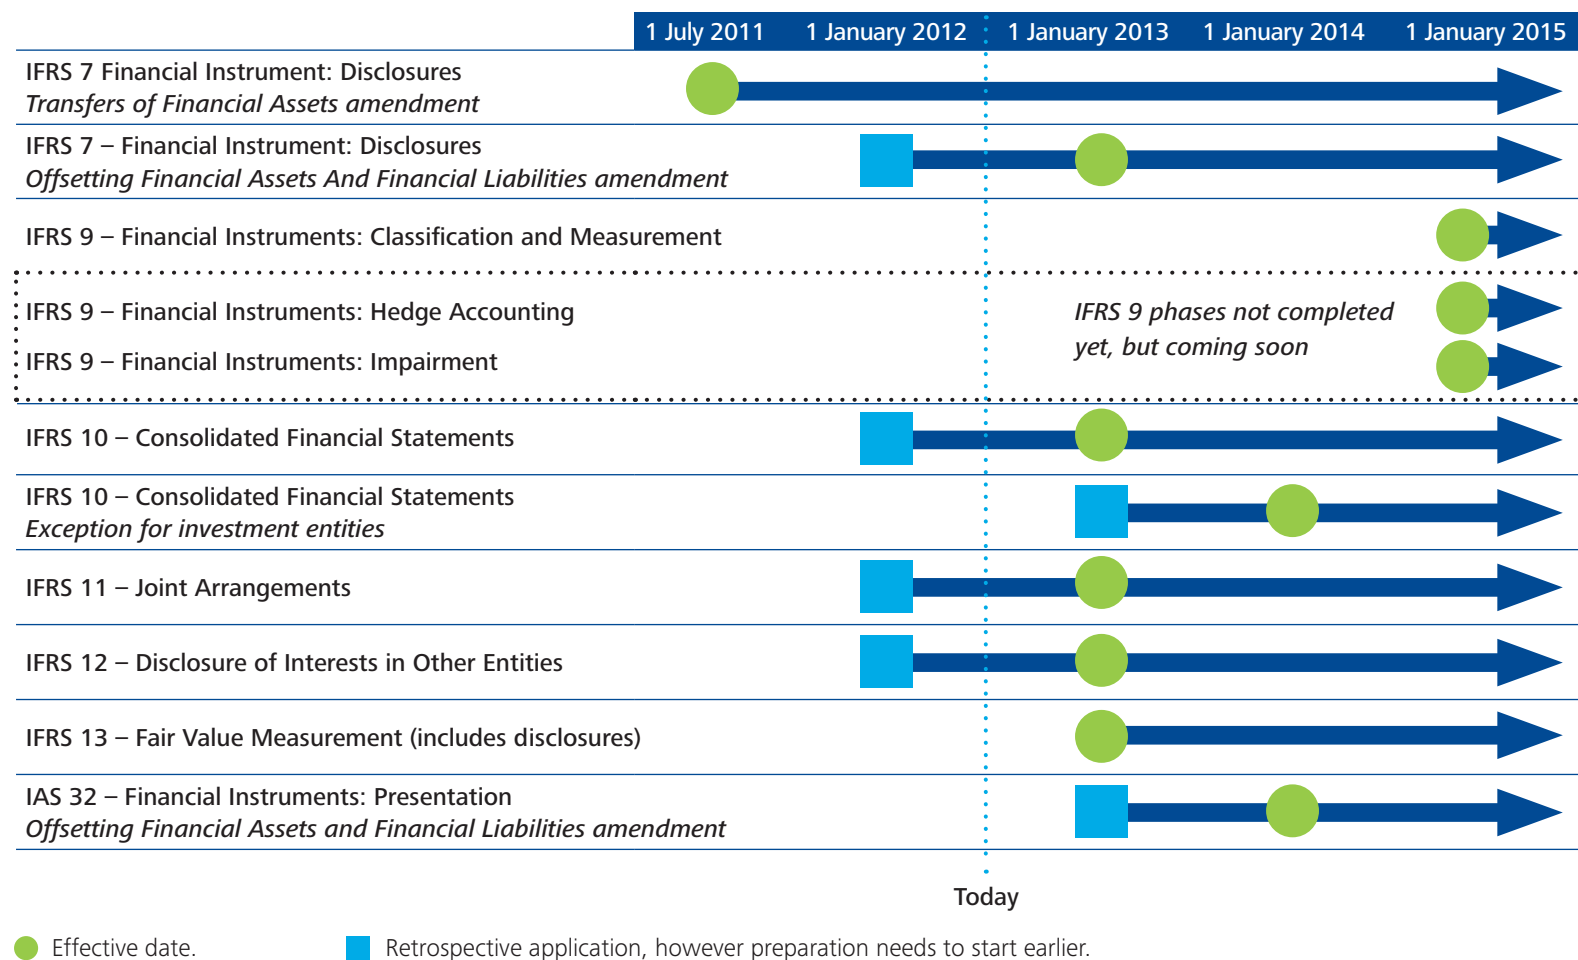 1 July 2011 1 January 2012 1 January 2013 1 January 2014 1 January 2015
IFRS 7 Financial Instrument: Disclosures
Transfers of Financial Assets amendment
IFRS 7 – Financial Instrument: Disclosures
Offsetting Financial Assets And Financial Liabilities amendment
IFRS 9 – Financial Instruments: Classification and Measurement
IFRS 9 – Financial Instruments: Hedge Accounting
IFRS 9 – Financial Instruments: Impairment
IFRS 9 phases not completed
yet, but coming soon
IFRS 10 – Consolidated Financial Statements
IFRS 10 – Consolidated Financial Statements
Exception for investment entities
IFRS 11 – Joint Arrangements
IFRS 12 – Disclosure of Interests in Other Entities
IFRS 13 – Fair Value Measurement (includes disclosures)
IAS 32 – Financial Instruments: Presentation
Offsetting Financial Assets and Financial Liabilities amendment
Today
Effective date.
Retrospective application, however preparation needs to start earlier.